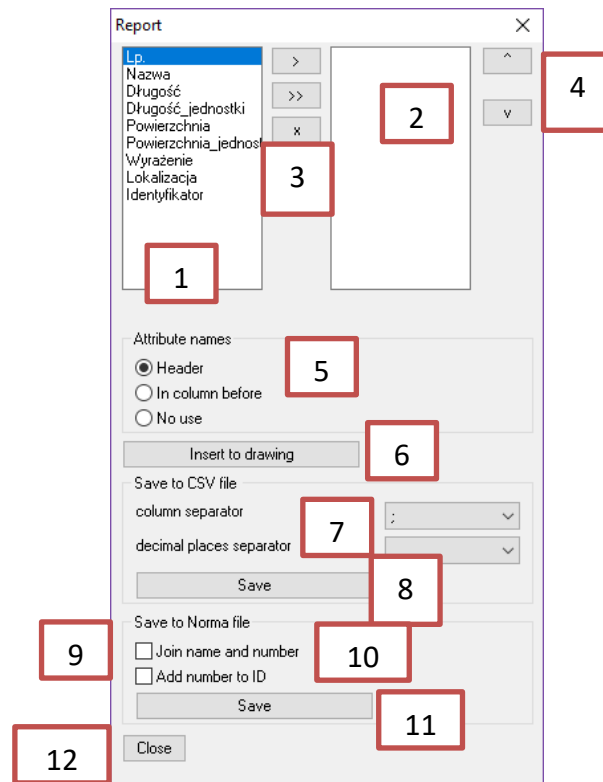 Report
Lp.
Nazwa
Długość
Długość_jednostki
Powierzchnia
Powierzchnia_jednost
Wyrażenie
Lokalizacja
Identyfikator
>
>>
x
^
v
1
2
3
4
Attribute names
Header
In column before
No use
5
Insert to drawing
6
Save to CSV file
column separator
;
decimal places separator
7
Save
8
Save to Norma file
9
Join name and number
10
Add number to ID
Save
11
12
Close